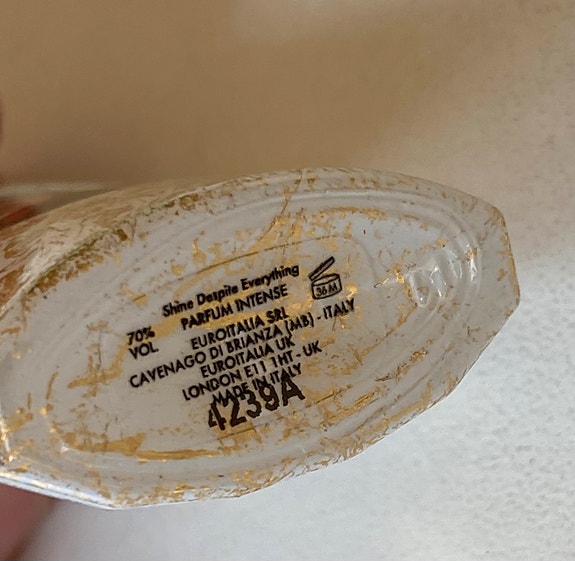 Shine Despite Everything
PARFUM INTENSE
36 M
70%
VOL
EUROITALIA SRL
CAVENAGO DI BRIANZA (MB) - ITALY
EUROITALIA UK
LONDON E11 1HT - UK
MADE IN ITALY
4239A